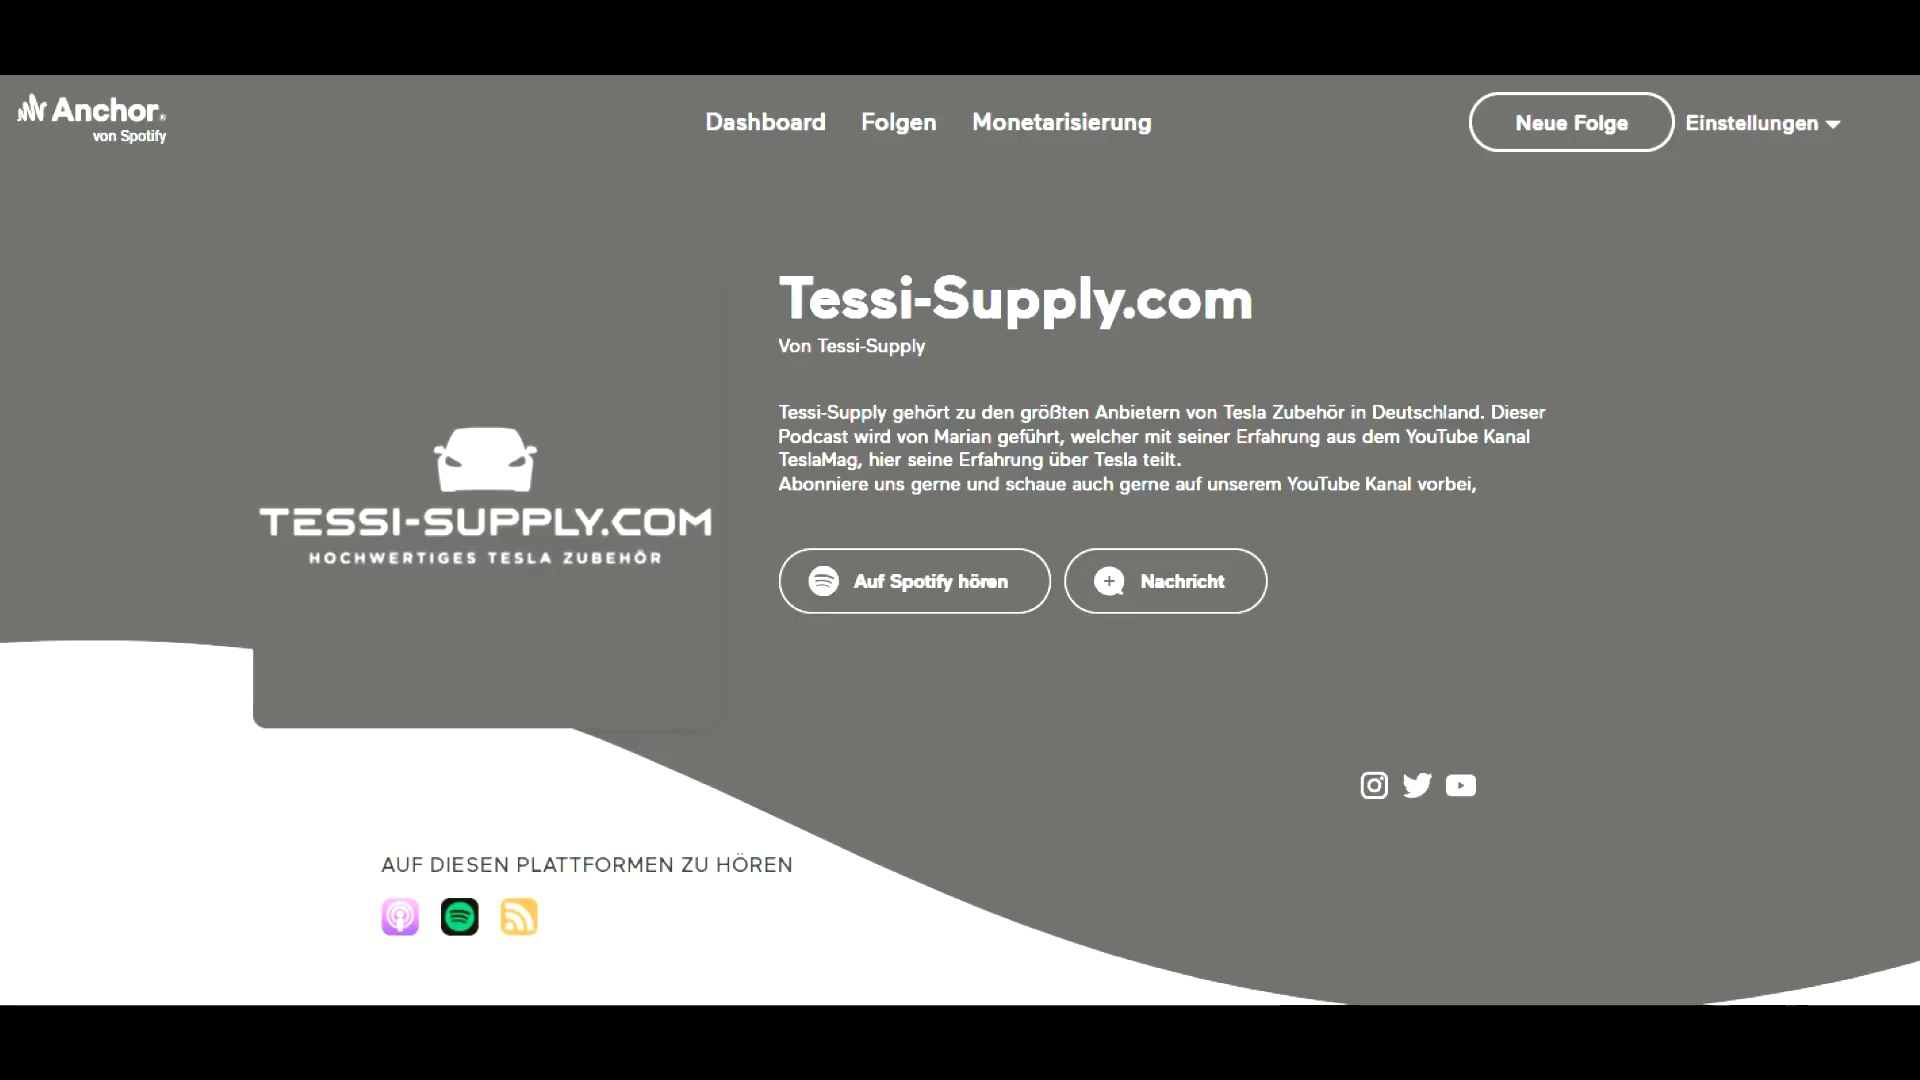 Anchor.
von Spotify
Dashboard
Folgen
Monetarisierung
Neue Folge
Einstellungen
TESSI-SUPPLY.COM
HOCHWERTIGES TESLA ZUBEHÖR
Tessi-Supply.com
Von Tessi-Supply
Tessi-Supply gehört zu den größten Anbietern von Tesla Zubehör in Deutschland. Dieser
Podcast wird von Marian geführt, welcher mit seiner Erfahrung aus dem YouTube Kanal
TeslaMag, hier seine Erfahrung über Tesla teilt.
Abonniere uns gerne und schaue auch gerne auf unserem YouTube Kanal vorbei,
Auf Spotify hören
Nachricht
AUF DIESEN PLATTFORMEN ZU HÖREN